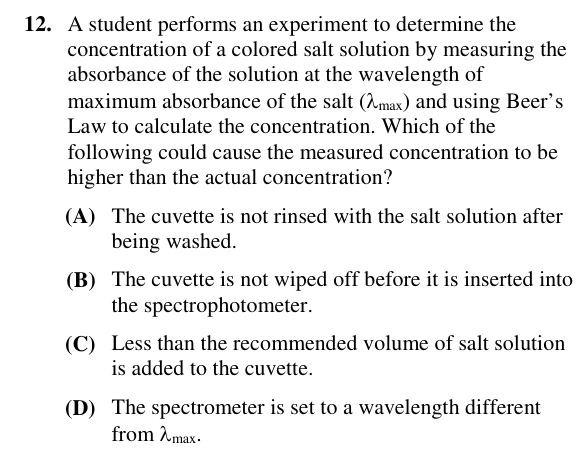 12. A student performs an experiment to determine the
concentration of a colored salt solution by measuring the
absorbance of the solution at the wavelength of
maximum absorbance of the salt (λmax) and using Beer’s
Law to calculate the concentration. Which of the
following could cause the measured concentration to be
higher than the actual concentration?
(A) The cuvette is not rinsed with the salt solution after
being washed.
(B) The cuvette is not wiped off before it is inserted into
the spectrophotometer.
(C) Less than the recommended volume of salt solution
is added to the cuvette.
(D) The spectrometer is set to a wavelength different
from λmax.